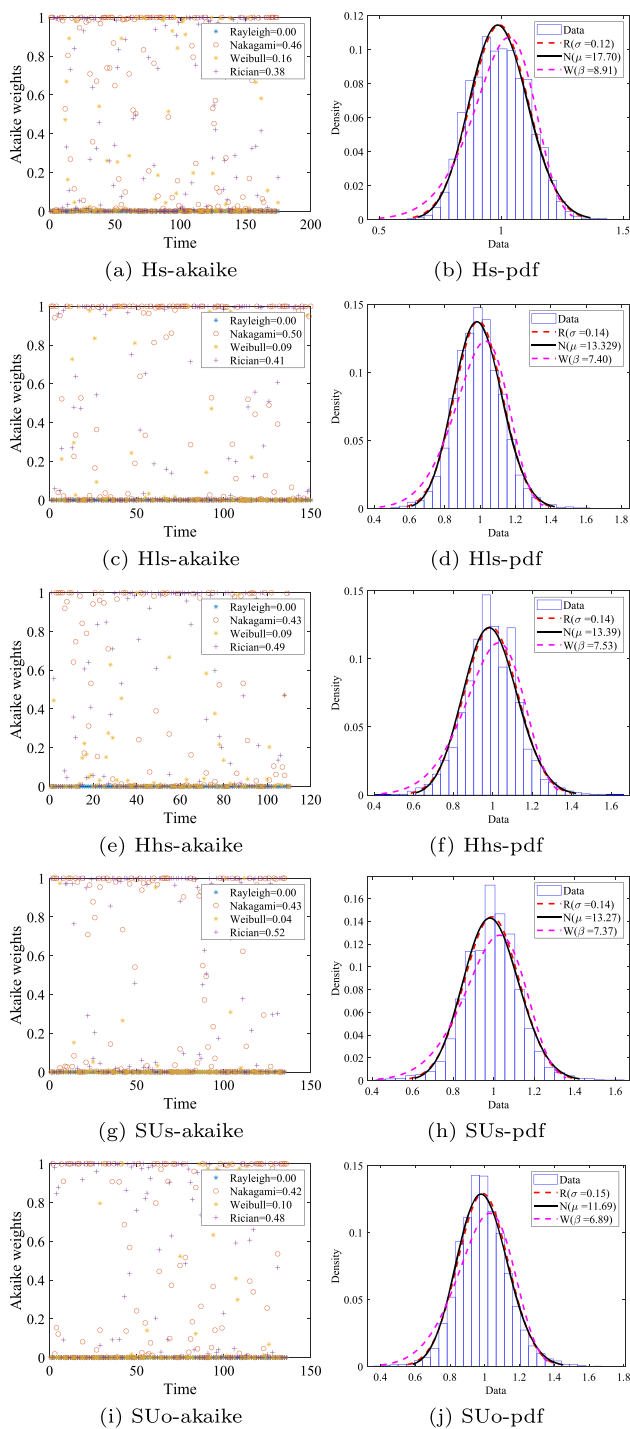 Akaike weights
1
0.8
0.6
0.4
0.2
0
0 50 100 150 200
Time
Rayleigh=0.00
Nakagami=0.46
Weibull=0.16
Rician=0.38
(a) Hs-akaike
Density
0.12
0.1
0.08
0.06
0.04
0.02
0
0.5 1 1.5
Data
Data
R(σ =0.12)
N(μ =17.70)
W(β =8.91)
(b) Hs-pdf
Akaike weights
1
0.8
0.6
0.4
0.2
0
0 50 100 150
Time
Rayleigh=0.00
Nakagami=0.50
Weibull=0.09
Rician=0.41
(c) Hls-akaike
Density
0.15
0.1
0.05
0
0.4 0.6 0.8 1 1.2 1.4 1.6 1.8
Data
Data
R(σ =0.14)
N(μ =13.329)
W(β =7.40)
(d) Hls-pdf
Akaike weights
1
0.8
0.6
0.4
0.2
0
0 20 40 60 80 100 120
Time
Rayleigh=0.00
Nakagami=0.43
Weibull=0.09
Rician=0.49
(e) Hhs-akaike
Density
0.15
0.1
0.05
0
0.4 0.6 0.8 1 1.2 1.4 1.6
Data
Data
R(σ =0.14)
N(μ =13.39)
W(β =7.53)
(f) Hhs-pdf
Akaike weights
1
0.8
0.6
0.4
0.2
0
0 50 100 150
Time
Rayleigh=0.00
Nakagami=0.43
Weibull=0.04
Rician=0.52
(g) SUs-akaike
Density
0.16
0.14
0.12
0.1
0.08
0.06
0.04
0.02
0
0.4 0.6 0.8 1 1.2 1.4 1.6
Data
Data
R(σ =0.14)
N(μ =13.27)
W(β =7.37)
(h) SUs-pdf
Akaike weights
1
0.8
0.6
0.4
0.2
0
0 50 100 150
Time
Rayleigh=0.00
Nakagami=0.42
Weibull=0.10
Rician=0.48
(i) SUo-akaike
Density
0.15
0.1
0.05
0
0.4 0.6 0.8 1 1.2 1.4 1.6 1.8
Data
Data
R(σ =0.15)
N(μ =11.69)
W(β =6.89)
(j) SUo-pdf